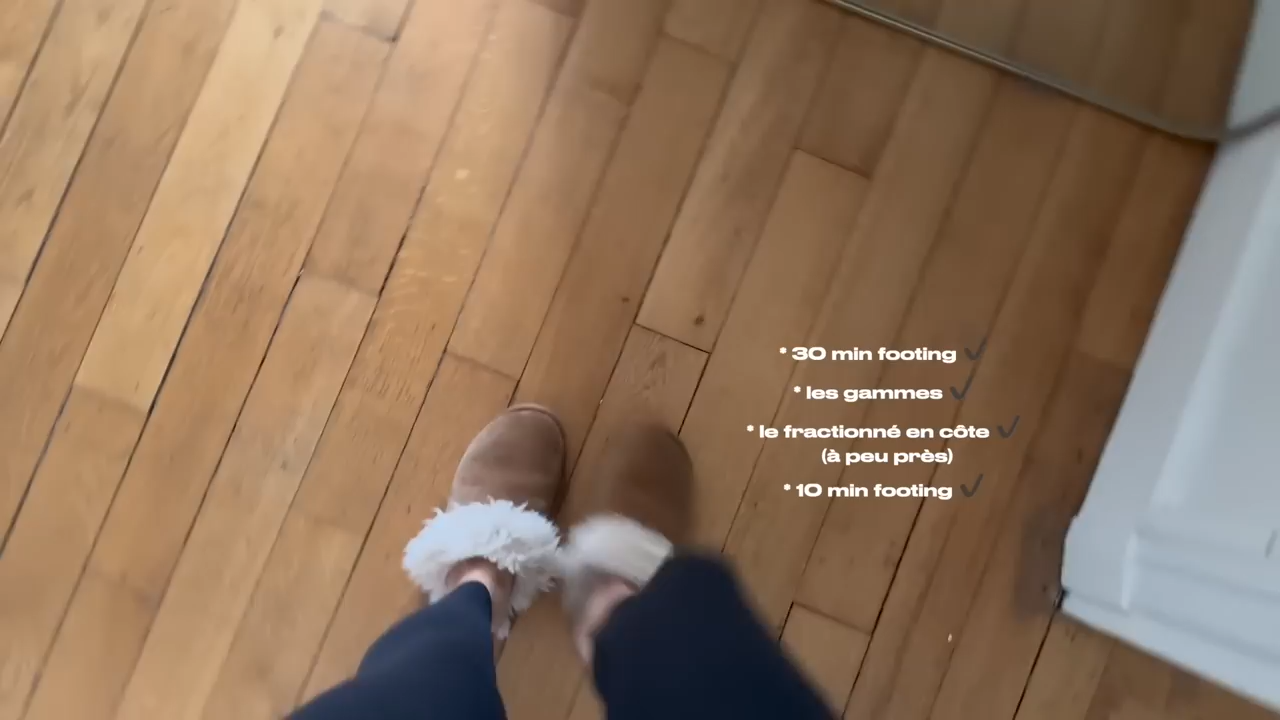 * 30 min footing ✓
* les gammes ✓
* le fractionné en côte ✓
(à peu près)
* 10 min footing ✓